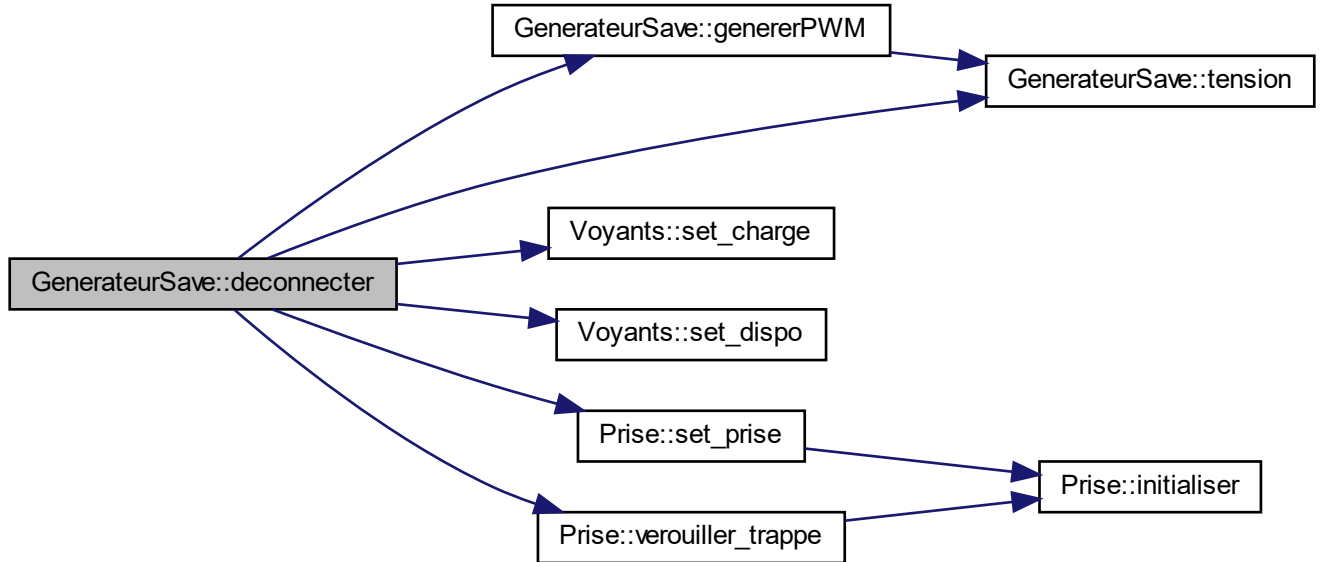 GenerateurSave::genererPWM
GenerateurSave::tension
Voyants::set_charge
GenerateurSave::deconnecter
Voyants::set_dispo
Prise::set_prise
Prise::initialiser
Prise::verouiller_trappe